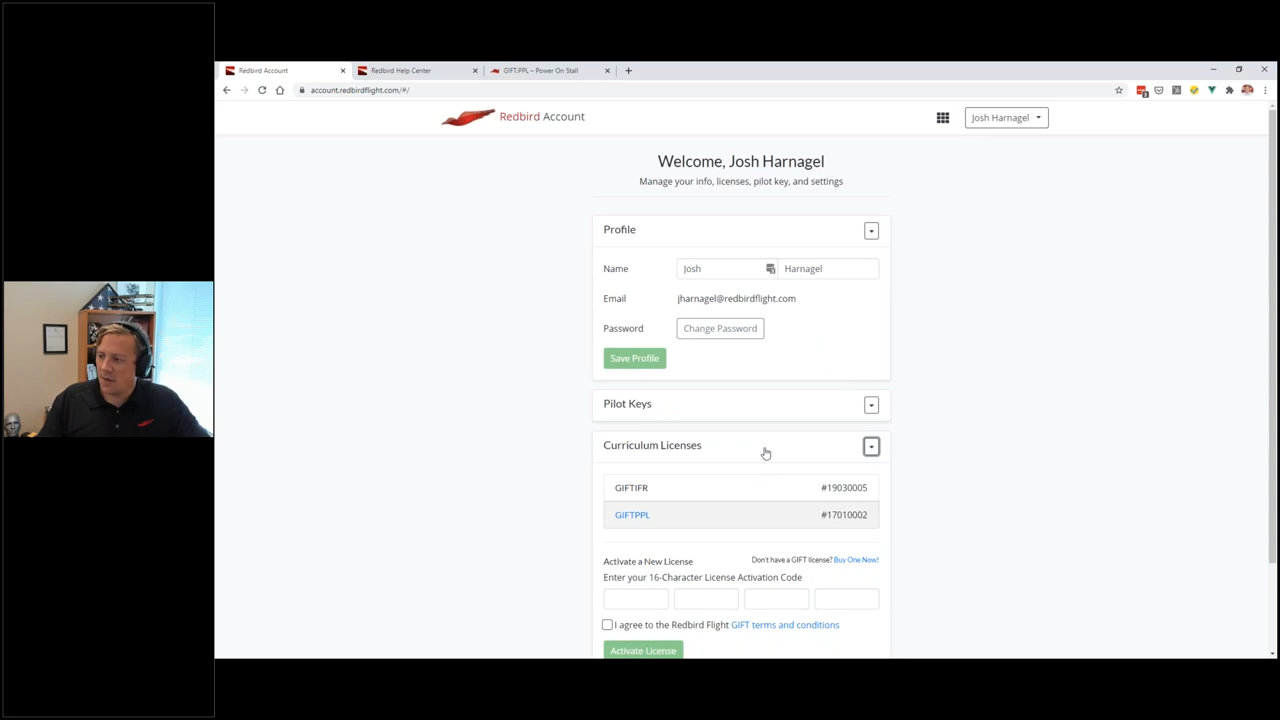 Redbird Account
Redbird Help Center
GIFT:PPL – Power On Stall
account.redbirdflight.com/#/
Redbird Account
Josh Harnagel
Welcome, Josh Harnagel
Manage your info, licenses, pilot key, and settings
Profile
Name Josh Harnagel
Email jharnagel@redbirdflight.com
Password Change Password
Save Profile
Pilot Keys
Curriculum Licenses
GIFTIFR #19030005
GIFTPPL #17010002
Activate a New License Don't have a GIFT license? Buy One Now!
Enter your 16-Character License Activation Code
I agree to the Redbird Flight GIFT terms and conditions
Activate License